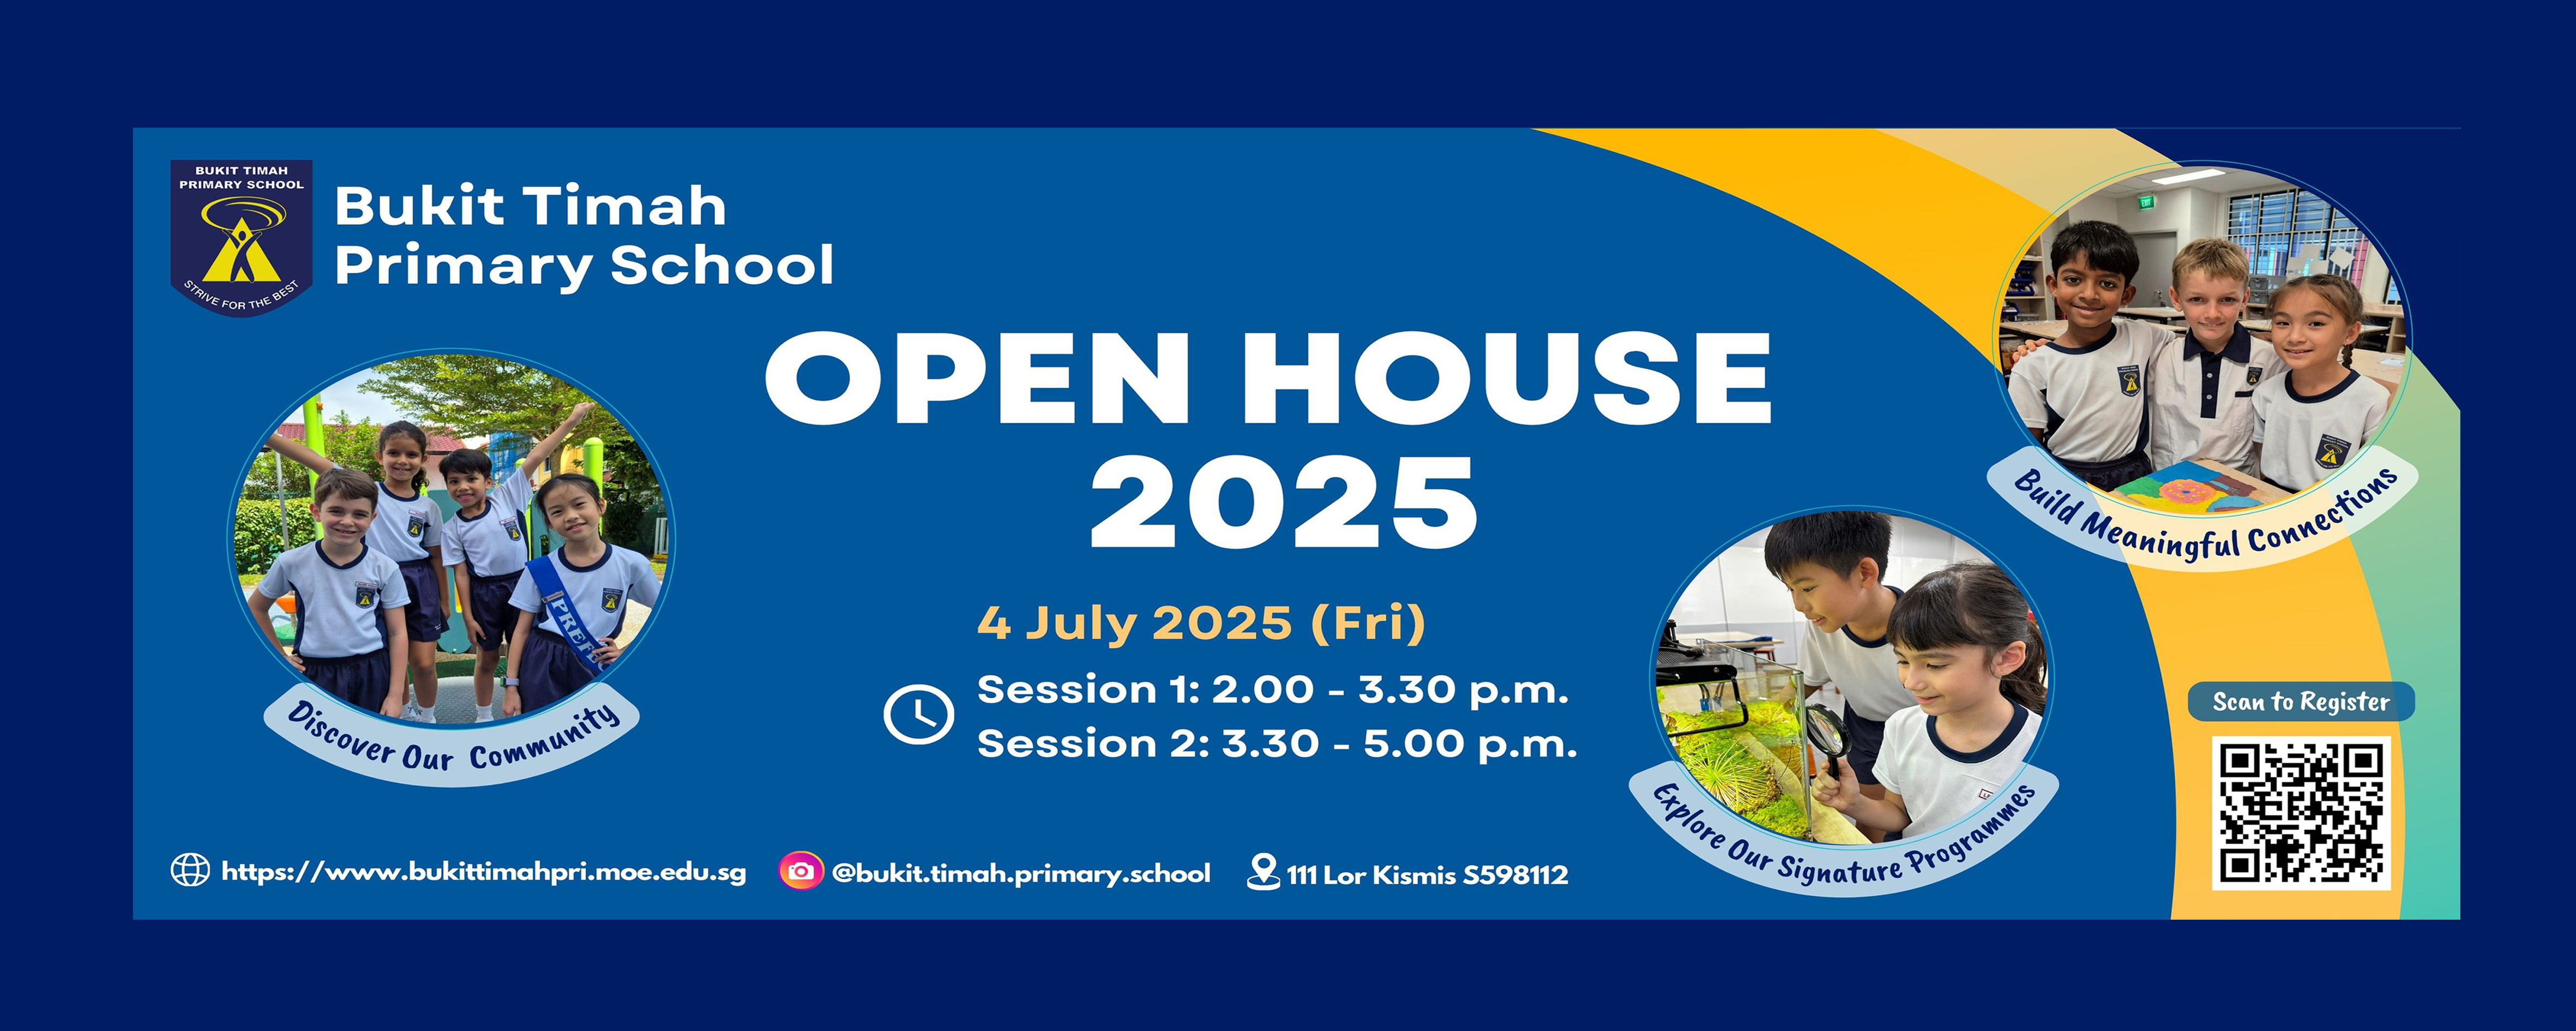 BUKIT TIMAH
PRIMARY SCHOOL
STRIVE FOR THE BEST
Bukit Timah
Primary School
OPEN HOUSE
2025
4 July 2025 (Fri)
Session 1: 2.00 - 3.30 p.m.
Session 2: 3.30 - 5.00 p.m.
PREFEC
Discover Our Community
EXIT
Build Meaningful Connections
Explore Our Signature Programmes
Scan to Register
https://www.bukittimahpri.moe.edu.sg
@bukit.timah.primary.school
111 Lor Kismis S598112